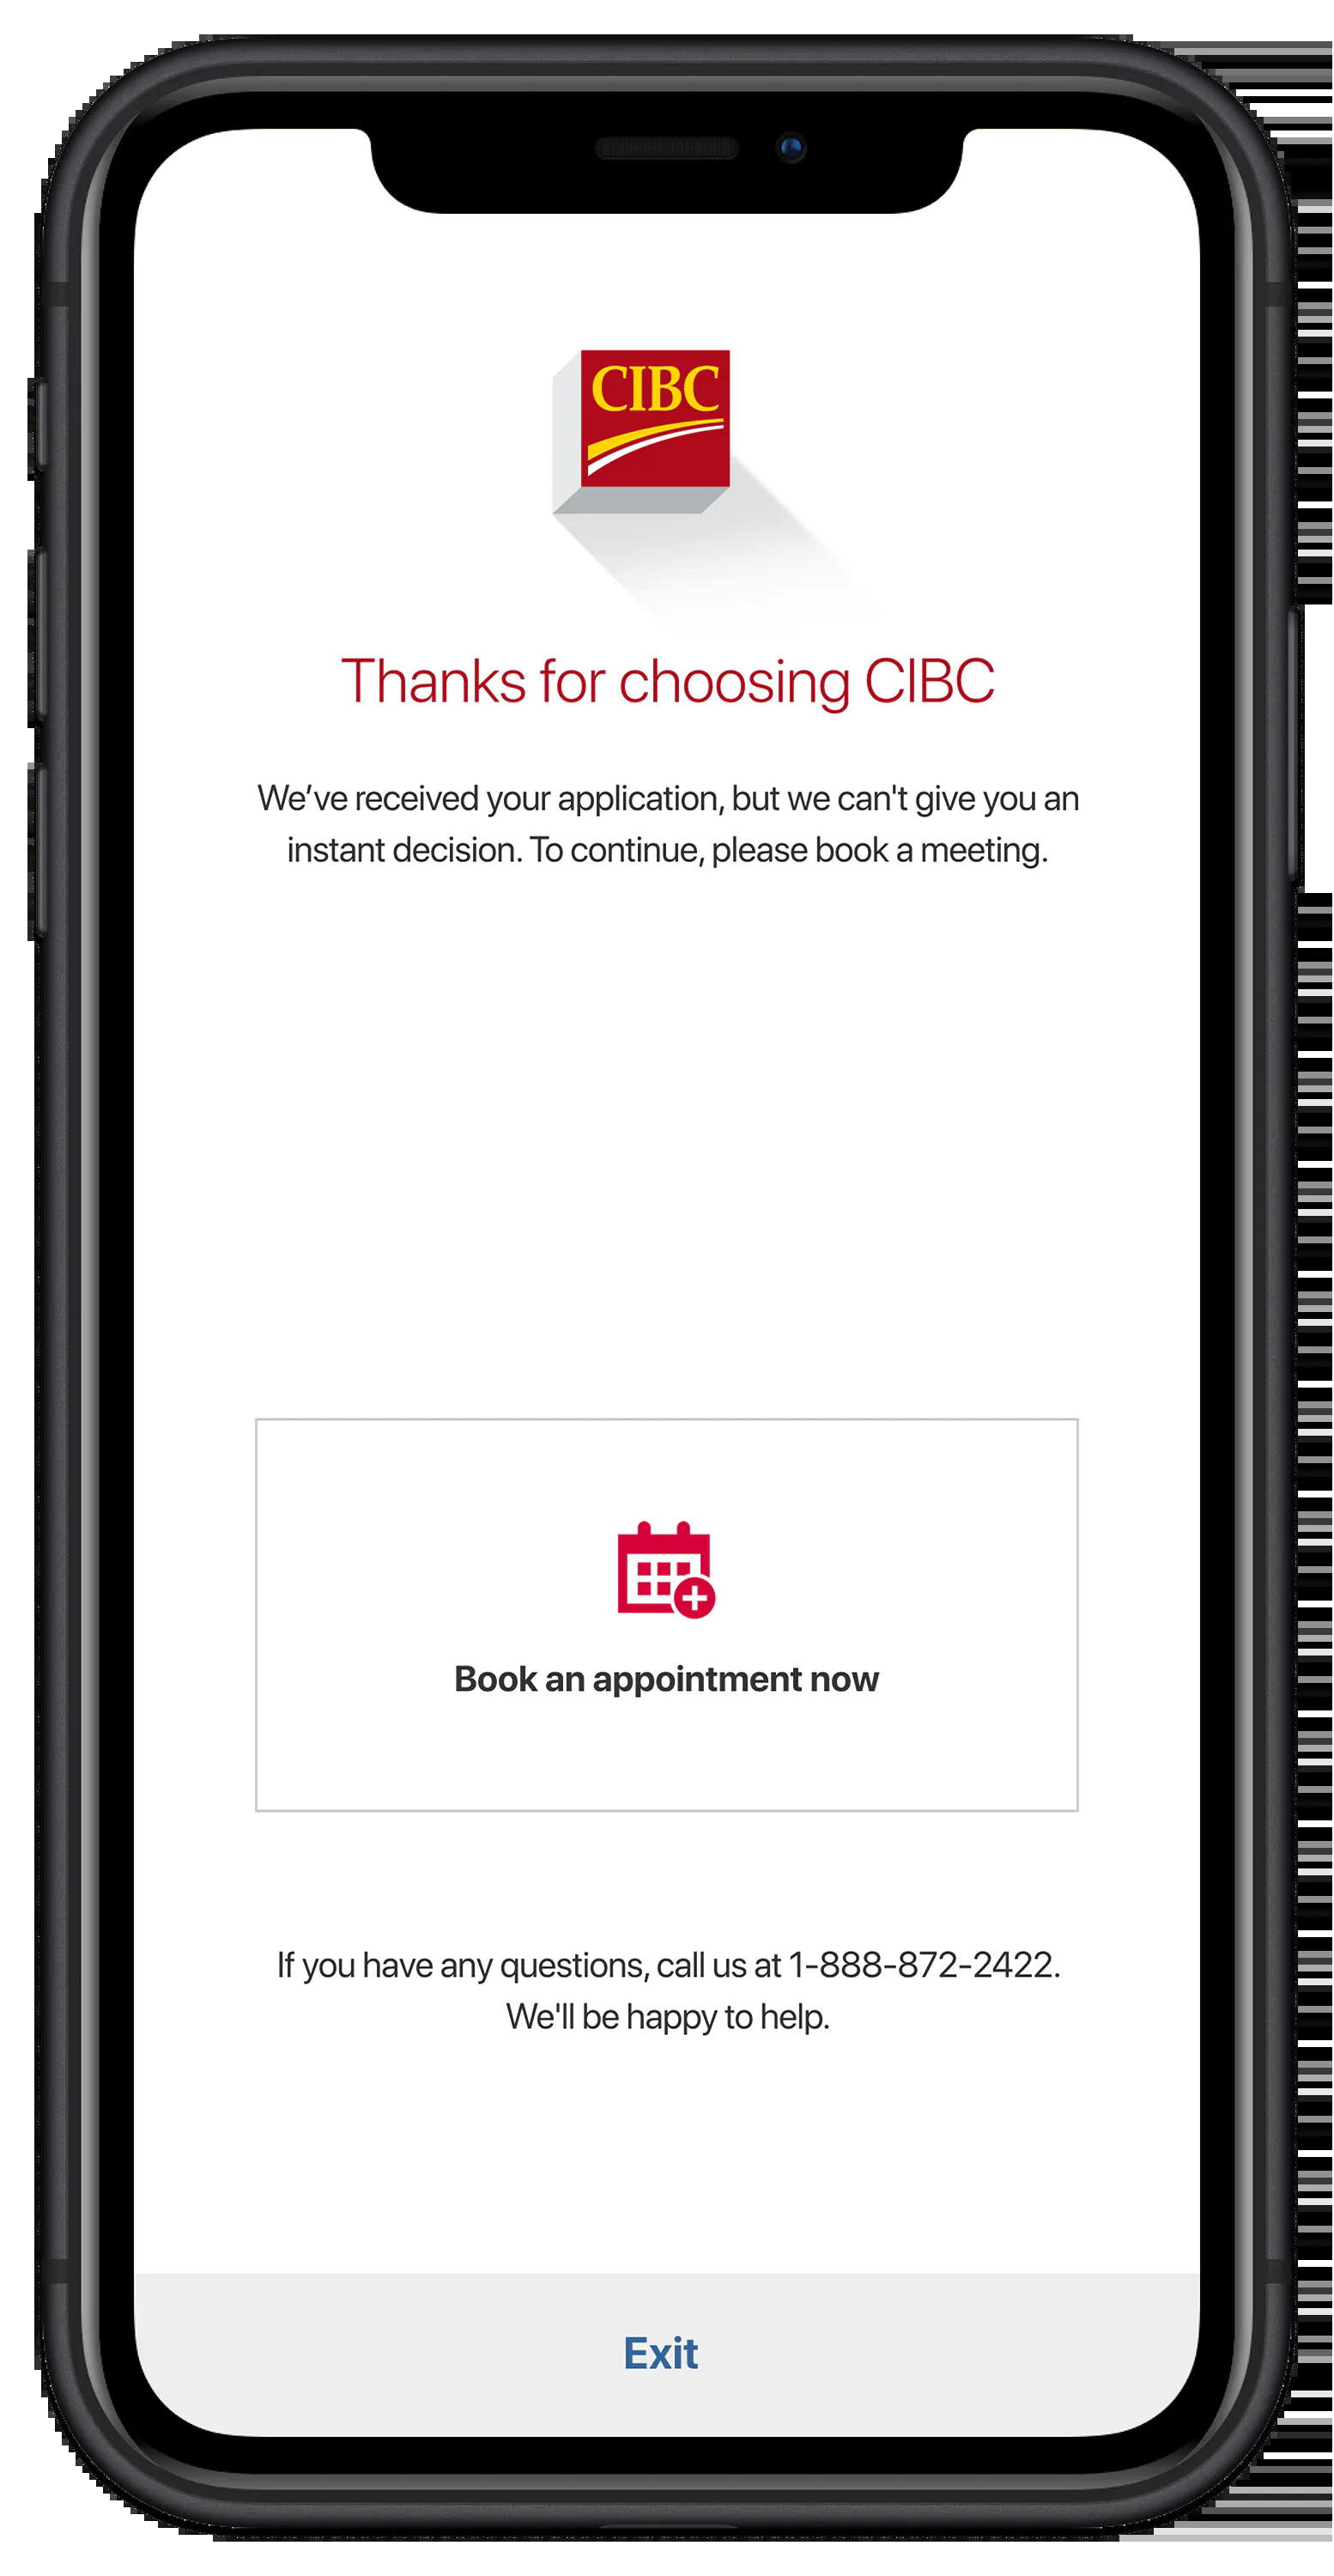 CIBC
Thanks for choosing CIBC
We’ve received your application, but we can't give you an
instant decision. To continue, please book a meeting.
Book an appointment now
If you have any questions, call us at 1-888-872-2422.
We'll be happy to help.
Exit